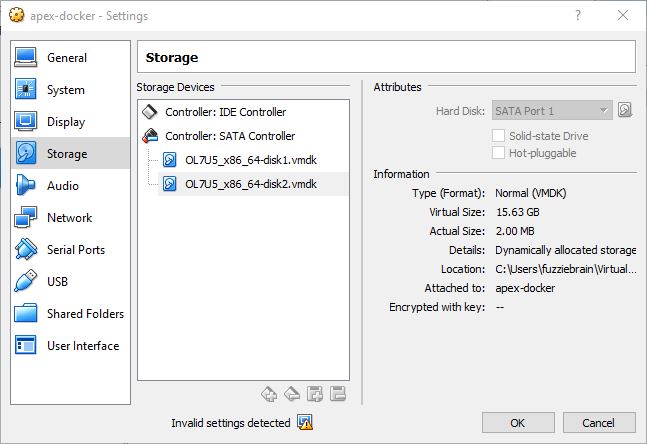 apex-docker - Settings
? ×
General
System
Display
Storage
Audio
Network
Serial Ports
USB
Shared Folders
User Interface
Storage
Storage Devices
Controller: IDE Controller
Controller: SATA Controller
OL7U5_x86_64-disk1.vmdk
OL7U5_x86_64-disk2.vmdk
Attributes
Hard Disk: SATA Port 1
Solid-state Drive
Hot-pluggable
Information
Type (Format): Normal (VMDK)
Virtual Size: 15.63 GB
Actual Size: 2.00 MB
Details: Dynamically allocated storage
Location: C:\Users\fuzziebrain\Virtual...
Attached to: apex-docker
Encrypted with key: --
Invalid settings detected
OK
Cancel